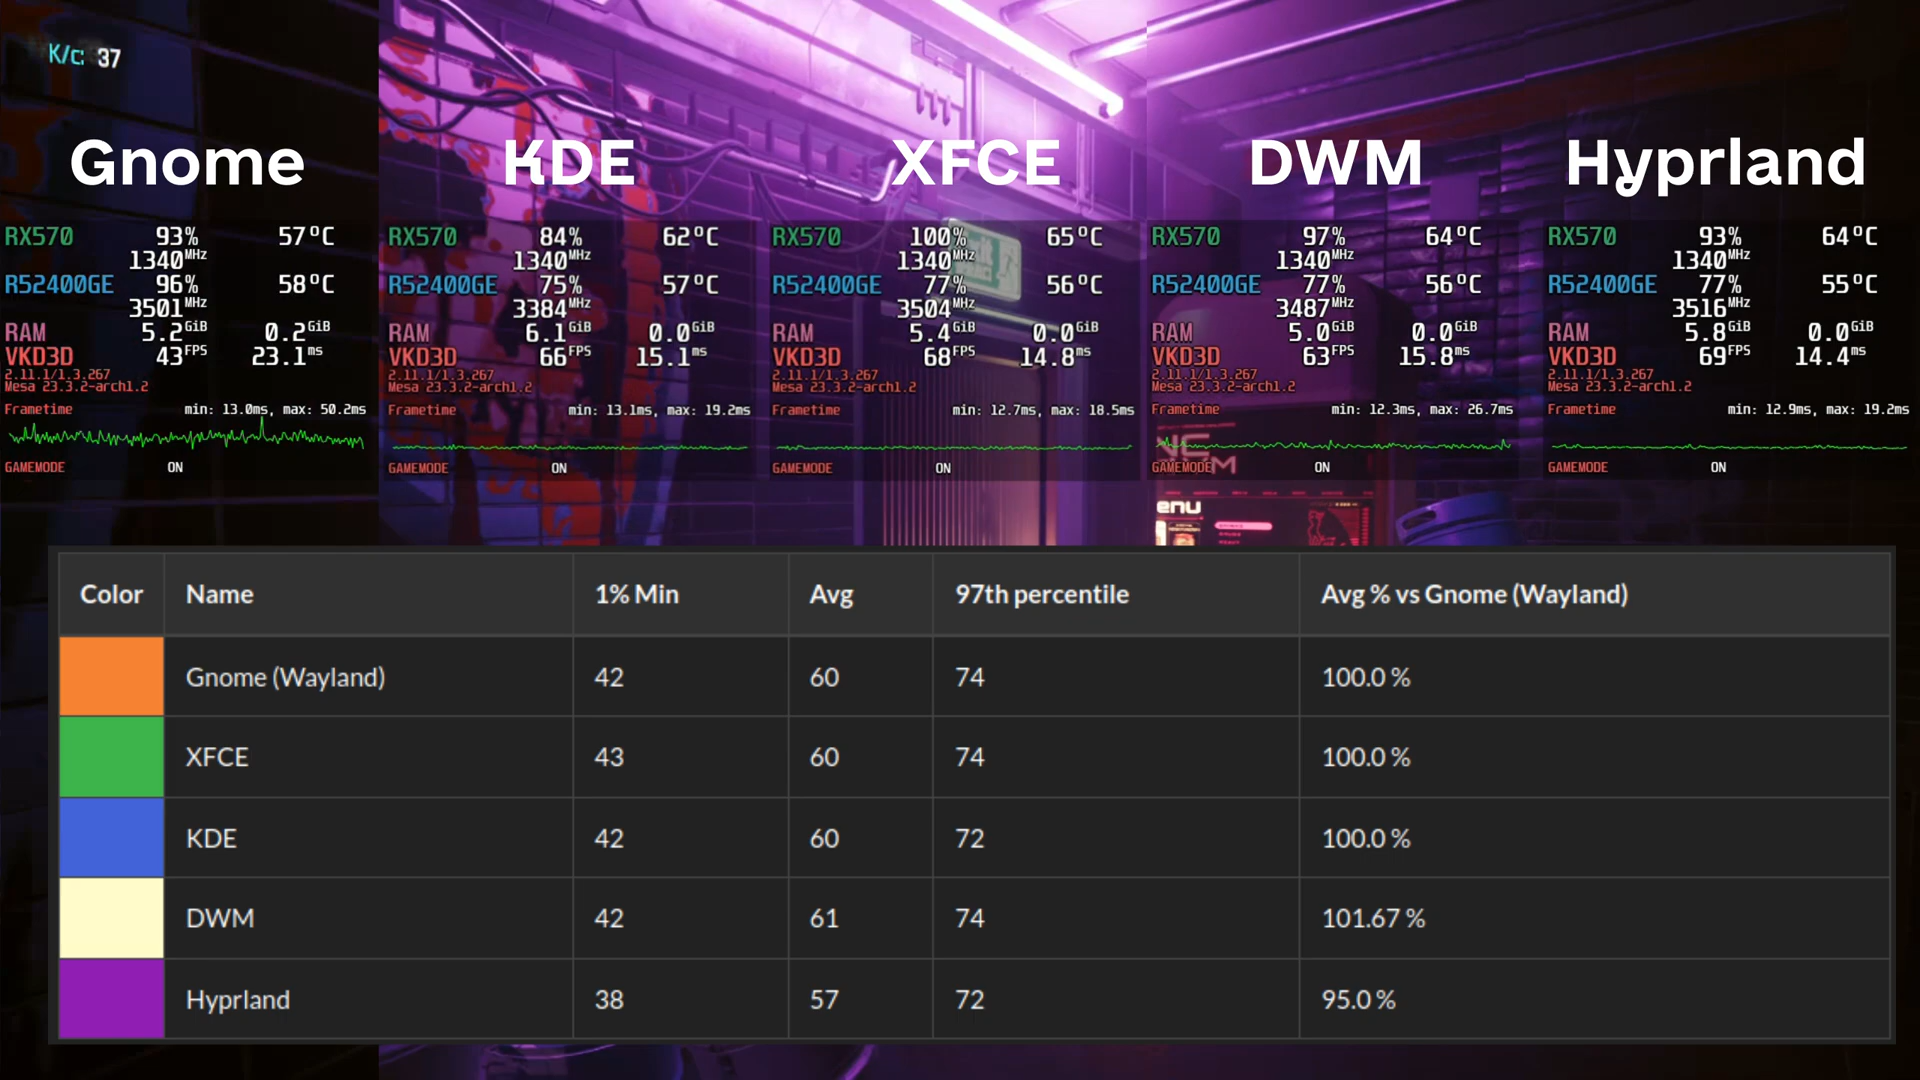 K/c: 37
Gnome
KDE
XFCE
DWM
Hyprland
RX570 93% 57°C
1340MHz
R52400GE 96% 58°C
3501MHz
RAM 5.2GiB 0.2GiB
VKD3D 43FPS 23.1ms
2.11.1/1.3.267
Mesa 23.3.2-arch1.2
Frametime min: 13.0ms, max: 50.2ms
GAMEMODE ON
RX570 84% 62°C
1340MHz
R52400GE 75% 57°C
3384MHz
RAM 6.1GiB 0.0GiB
VKD3D 66FPS 15.1ms
2.11.1/1.3.267
Mesa 23.3.2-arch1.2
Frametime min: 13.1ms, max: 19.2ms
GAMEMODE ON
RX570 100% 65°C
1340MHz
R52400GE 77% 56°C
3504MHz
RAM 5.4GiB 0.0GiB
VKD3D 68FPS 14.8ms
2.11.1/1.3.267
Mesa 23.3.2-arch1.2
Frametime min: 12.7ms, max: 18.5ms
GAMEMODE ON
RX570 97% 64°C
1340MHz
R52400GE 77% 56°C
3487MHz
RAM 5.0GiB 0.0GiB
VKD3D 63FPS 15.8ms
2.11.1/1.3.267
Mesa 23.3.2-arch1.2
Frametime min: 12.3ms, max: 26.7ms
GAMEMODE ON
enu
RX570 93% 64°C
1340MHz
R52400GE 77% 55°C
3516MHz
RAM 5.8GiB 0.0GiB
VKD3D 69FPS 14.4ms
2.11.1/1.3.267
Mesa 23.3.2-arch1.2
Frametime min: 12.9ms, max: 19.2ms
GAMEMODE ON
Color Name 1% Min Avg 97th percentile Avg % vs Gnome (Wayland)
Gnome (Wayland) 42 60 74 100.0 %
XFCE 43 60 74 100.0 %
KDE 42 60 72 100.0 %
DWM 42 61 74 101.67 %
Hyprland 38 57 72 95.0 %